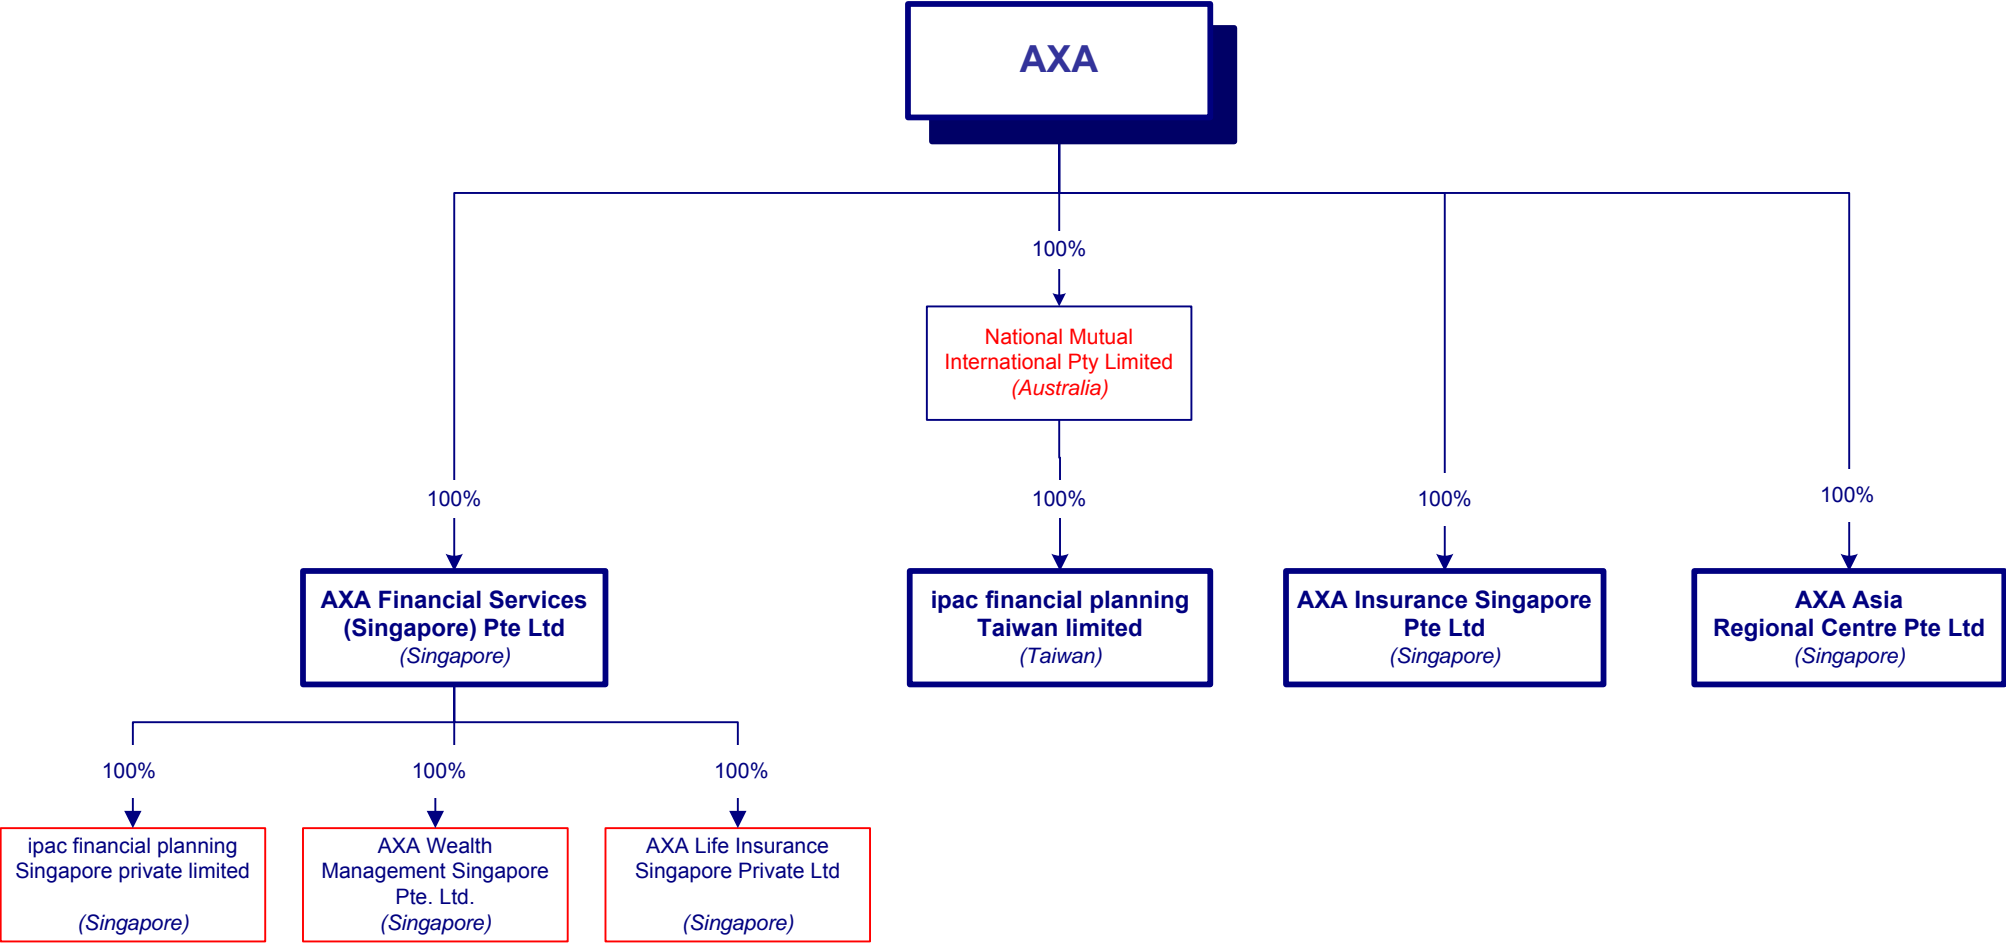 AXA
100%
National Mutual
International Pty Limited
(Australia)
100%
100%
100%
100%
AXA Financial Services
(Singapore) Pte Ltd
(Singapore)
ipac financial planning
Taiwan limited
(Taiwan)
AXA Insurance Singapore
Pte Ltd
(Singapore)
AXA Asia
Regional Centre Pte Ltd
(Singapore)
100%
100%
100%
ipac financial planning
Singapore private limited
(Singapore)
AXA Wealth
Management Singapore
Pte. Ltd.
(Singapore)
AXA Life Insurance
Singapore Private Ltd
(Singapore)